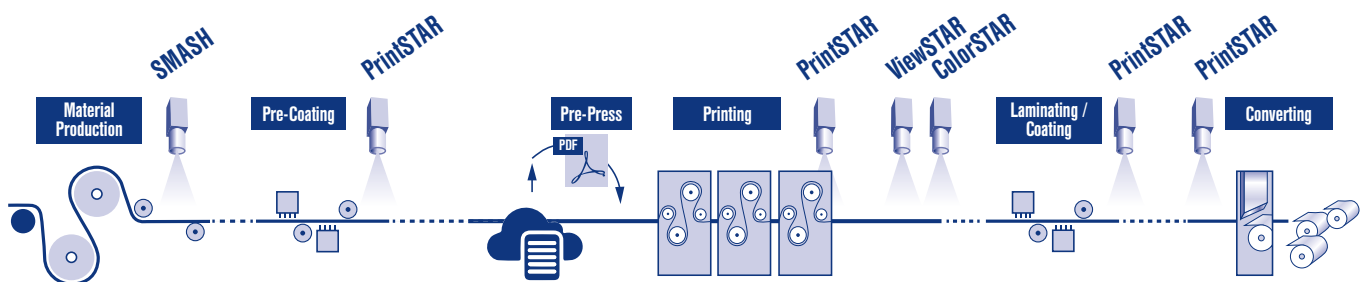 SMASH
PrintSTAR
PrintSTAR
ViewSTAR
ColorSTAR
PrintSTAR
PrintSTAR
Material
Production
Pre-Coating
Pre-Press
Printing
Laminating /
Coating
Converting
PDF